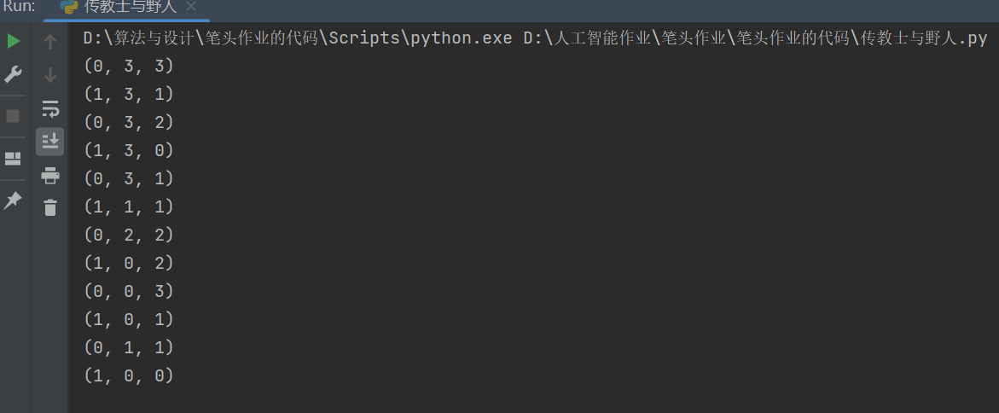 Run: 传教士与野人
D:\算法与设计\笔头作业的代码\Scripts\python.exe D:\人工智能作业\笔头作业\笔头作业的代码\传教士与野人.py
(0, 3, 3)
(1, 3, 1)
(0, 3, 2)
(1, 3, 0)
(0, 3, 1)
(1, 1, 1)
(0, 2, 2)
(1, 0, 2)
(0, 0, 3)
(1, 0, 1)
(0, 1, 1)
(1, 0, 0)